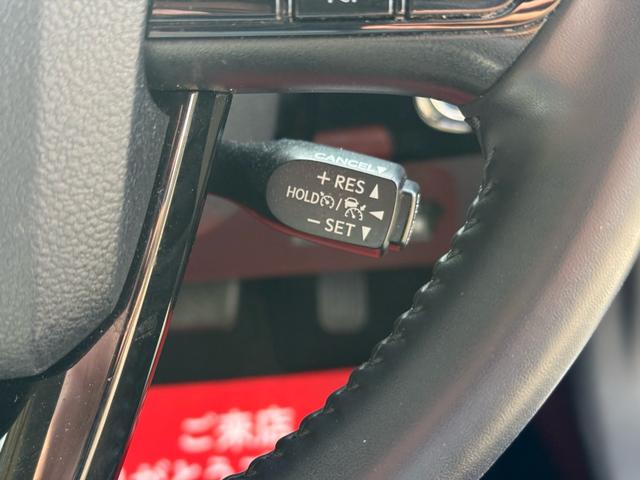 CANCEL
+RES▲
HOLD / ◀
−SET▼
ご来店